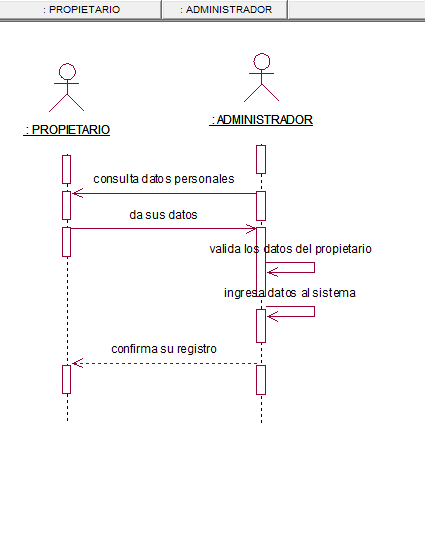 : PROPIETARIO
: ADMINISTRADOR
: PROPIETARIO
: ADMINISTRADOR
consulta datos personales
da sus datos
valida los datos del propietario
ingresa datos al sistema
confirma su registro